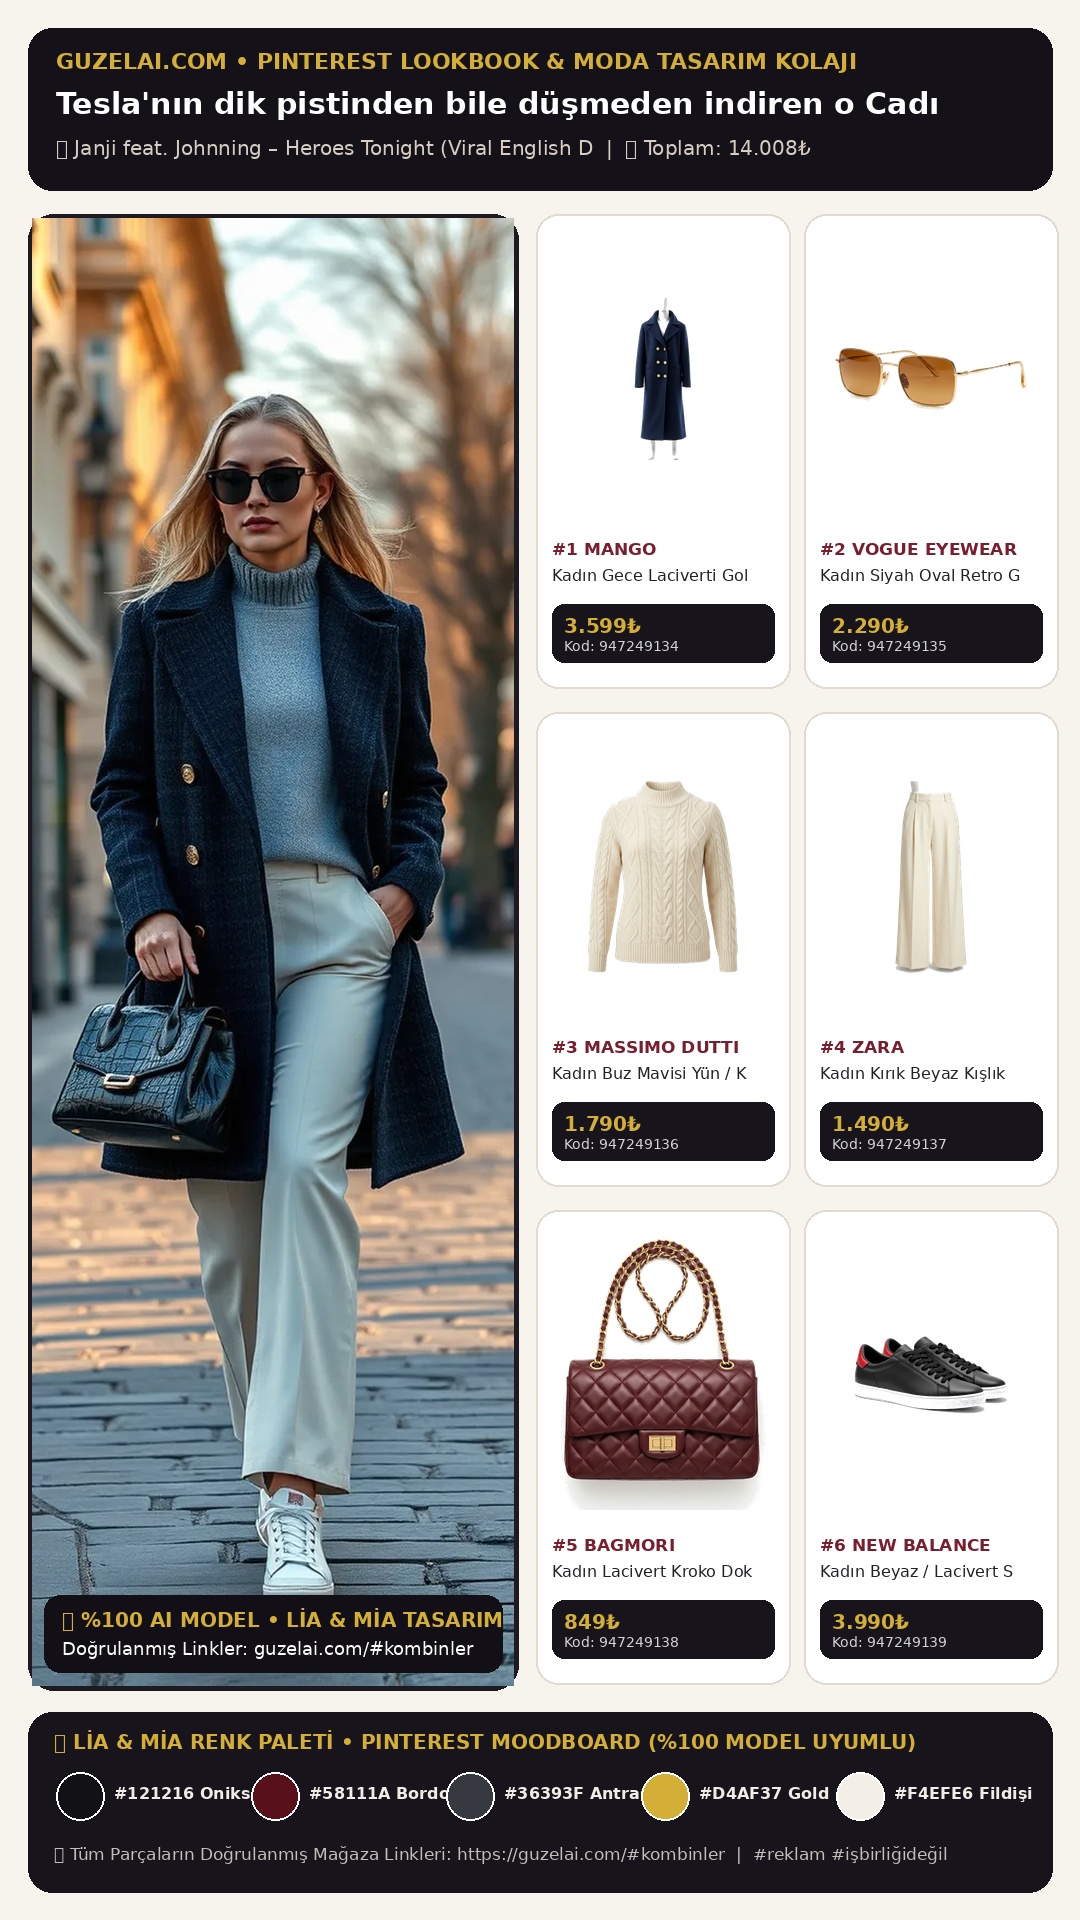 GUZELAI.COM • PINTEREST LOOKBOOK & MODA TASARIM KOLAJI
Tesla'nın dik pistinden bile düşmeden indiren o Cadı
Janji feat. Johnning – Heroes Tonight (Viral English D | Toplam: 14.008₺
#1 MANGO
Kadın Gece Laciverti Gol
3.599₺
Kod: 947249134
#2 VOGUE EYEWEAR
Kadın Siyah Oval Retro G
2.290₺
Kod: 947249135
#3 MASSIMO DUTTI
Kadın Buz Mavisi Yün / K
1.790₺
Kod: 947249136
#4 ZARA
Kadın Kırık Beyaz Kışlık
1.490₺
Kod: 947249137
#5 BAGMORI
Kadın Lacivert Kroko Dok
849₺
Kod: 947249138
#6 NEW BALANCE
Kadın Beyaz / Lacivert S
3.990₺
Kod: 947249139
%100 AI MODEL • LİA & MİA TASARIM
Doğrulanmış Linkler: guzelai.com/#kombinler
LİA & MİA RENK PALETİ • PINTEREST MOODBOARD (%100 MODEL UYUMLU)
#121216 Oniks #58111A Bordo #36393F Antra #D4AF37 Gold #F4EFE6 Fildişi
Tüm Parçaların Doğrulanmış Mağaza Linkleri: https://guzelai.com/#kombinler | #reklam #işbirliğideğil